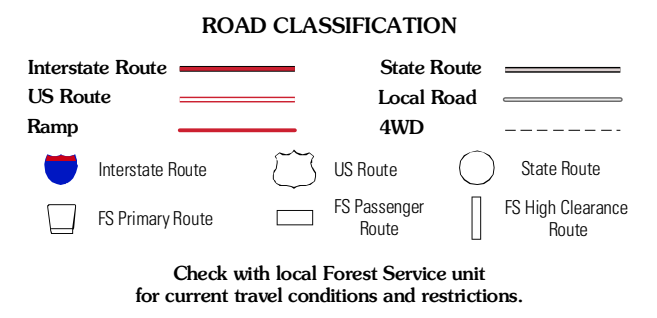 ROAD CLASSIFICATION
Interstate Route
State Route
US Route
Local Road
Ramp
4WD
Interstate Route
US Route
State Route
FS Primary Route
FS Passenger
Route
FS High Clearance
Route
Check with local Forest Service unit
for current travel conditions and restrictions.